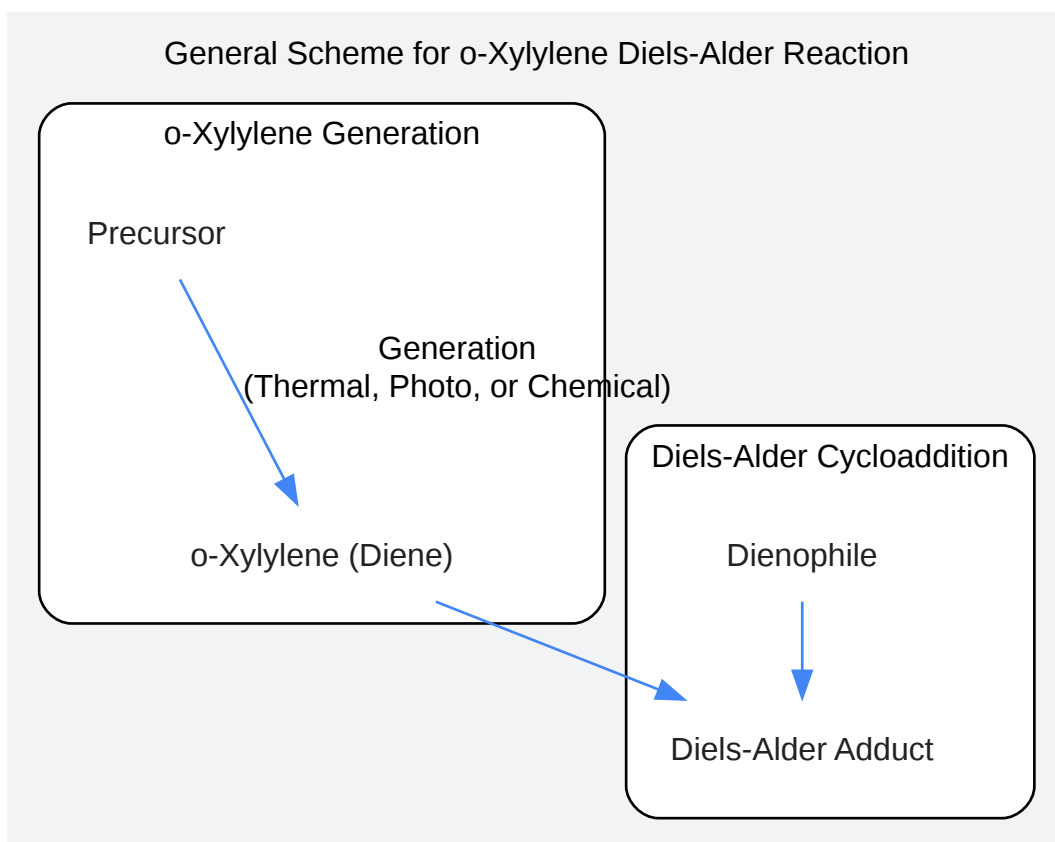 General Scheme for o-Xylylene Diels-Alder Reaction
o-Xylylene Generation
Precursor
Generation
(Thermal, Photo, or Chemical)
o-Xylylene (Diene)
Diels-Alder Cycloaddition
Dienophile
Diels-Alder Adduct